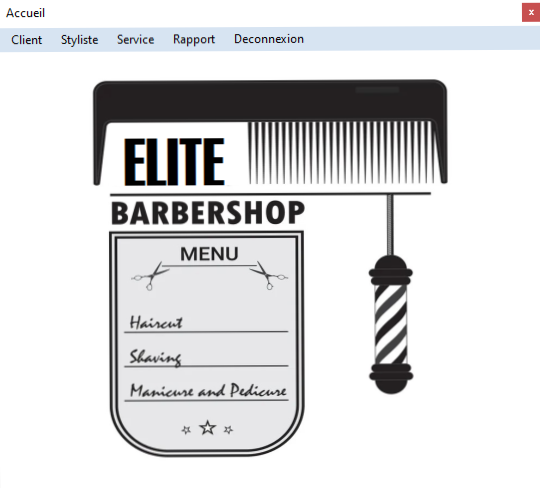 Accueil x
Client Styliste Service Rapport Deconnexion
ELITE
BARBERSHOP
MENU
Haircut
Shaving
Manicure and Pedicure